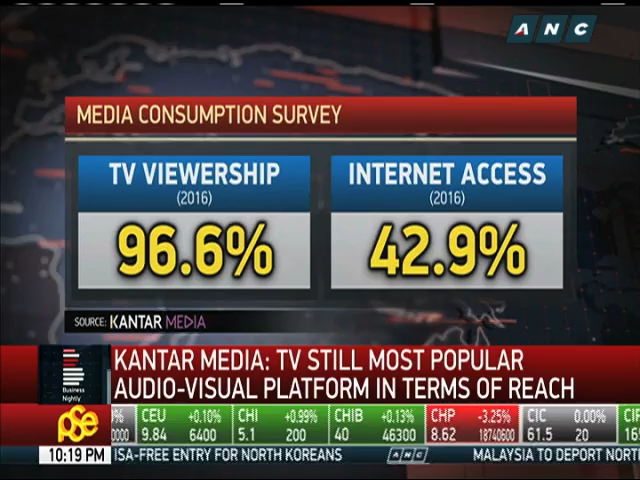 ANC
MEDIA CONSUMPTION SURVEY
TV VIEWERSHIP
(2016)
96.6%
INTERNET ACCESS
(2016)
42.9%
SOURCE: KANTAR MEDIA
KANTAR MEDIA: TV STILL MOST POPULAR
AUDIO-VISUAL PLATFORM IN TERMS OF REACH
Business
Nightly
pse
CEU +0.10%
9.84 6400
CHI +0.99%
5.1 200
CHIB +0.13%
40 46300
CHP -3.25%
8.62 18740600
CIC 0.00%
61.5 20
10:19 PM
ISA-FREE ENTRY FOR NORTH KOREANS
ANC
MALAYSIA TO DEPORT NORT